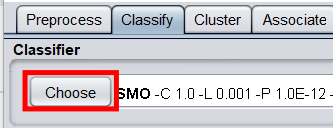 Preprocess Classify Cluster Associate
Classifier
Choose SMO -C 1.0 -L 0.001 -P 1.0E-12 -